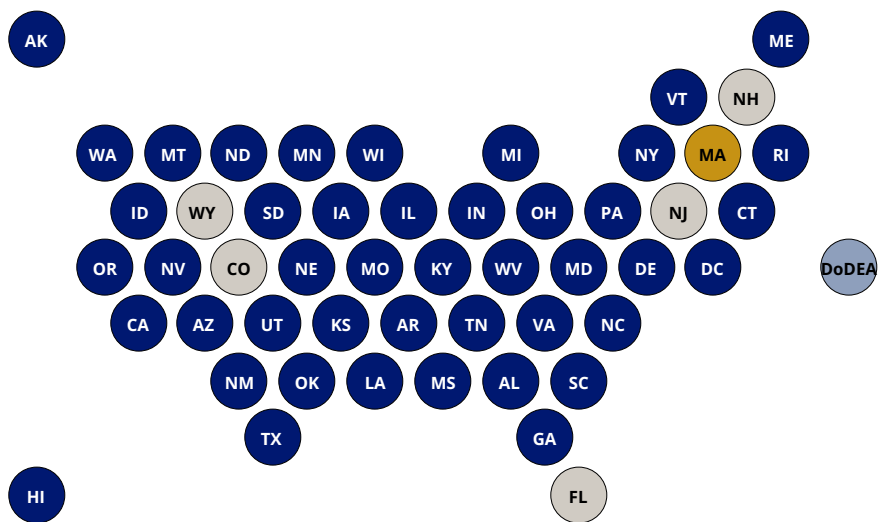 AK ME
VT NH
WA MT ND MN WI MI NY MA RI
ID WY SD IA IL IN OH PA NJ CT
OR NV CO NE MO KY WV MD DE DC DoDEA
CA AZ UT KS AR TN VA NC
NM OK LA MS AL SC
TX GA
HI FL